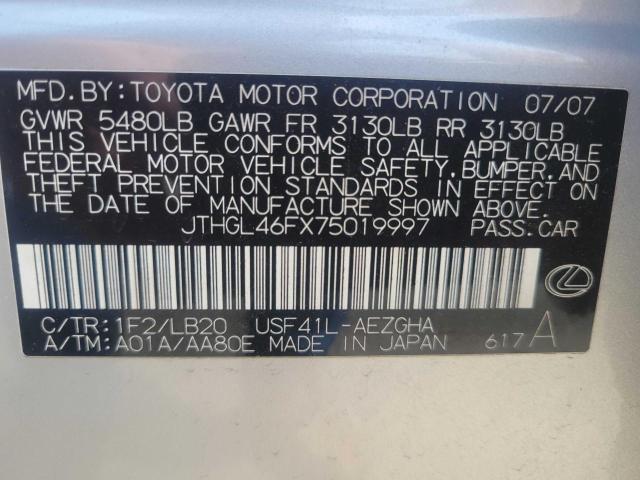 MFD.BY:TOYOTA MOTOR CORPORATION 07/07
GVWR 5480LB GAWR FR 3130LB RR 3130LB
THIS VEHICLE CONFORMS TO ALL APPLICABLE
FEDERAL MOTOR VEHICLE SAFETY,BUMPER,AND
THEFT PREVENTION STANDARDS IN EFFECT ON
THE DATE OF MANUFACTURE SHOWN ABOVE.
JTHGL46FX75019997 PASS.CAR
C/TR:1F2/LB20 USF41L-AEZGHA
A/TM:A01A/AA80E MADE IN JAPAN 617A